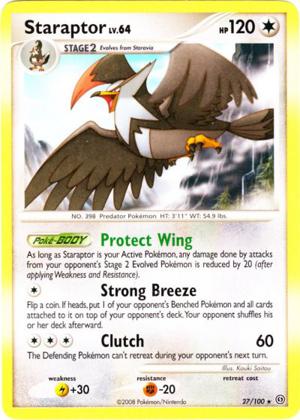 Staraptor LV.64 HP 120
STAGE 2 Evolves from Staravia
NO. 398 Predator Pokémon HT: 3'11" WT: 54.9 lbs.
Poké-BODY Protect Wing
As long as Staraptor is your Active Pokémon, any damage done by attacks
from your opponent's Stage 2 Evolved Pokémon is reduced by 20 (after
applying Weakness and Resistance).
Strong Breeze
Flip a coin. If heads, put 1 of your opponent's Benched Pokémon and all cards
attached to it on top of your opponent's deck. Your opponent shuffles his
or her deck afterward.
Clutch 60
The Defending Pokémon can't retreat during your opponent's next turn.
Illus. Kouki Saitou
weakness resistance retreat cost
+30 -20
©2008 Pokémon/Nintendo 27/100 ★